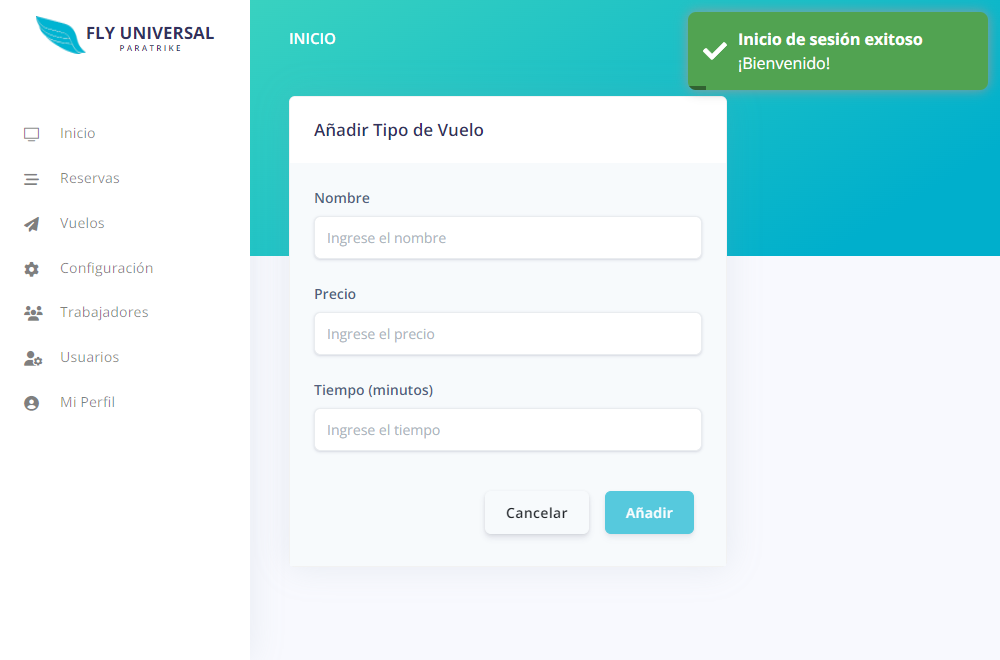 FLY UNIVERSAL
PARATRIKE
Inicio
Reservas
Vuelos
Configuración
Trabajadores
Usuarios
Mi Perfil
INICIO
Inicio de sesión exitoso
¡Bienvenido!
Añadir Tipo de Vuelo
Nombre
Ingrese el nombre
Precio
Ingrese el precio
Tiempo (minutos)
Ingrese el tiempo
Cancelar
Añadir